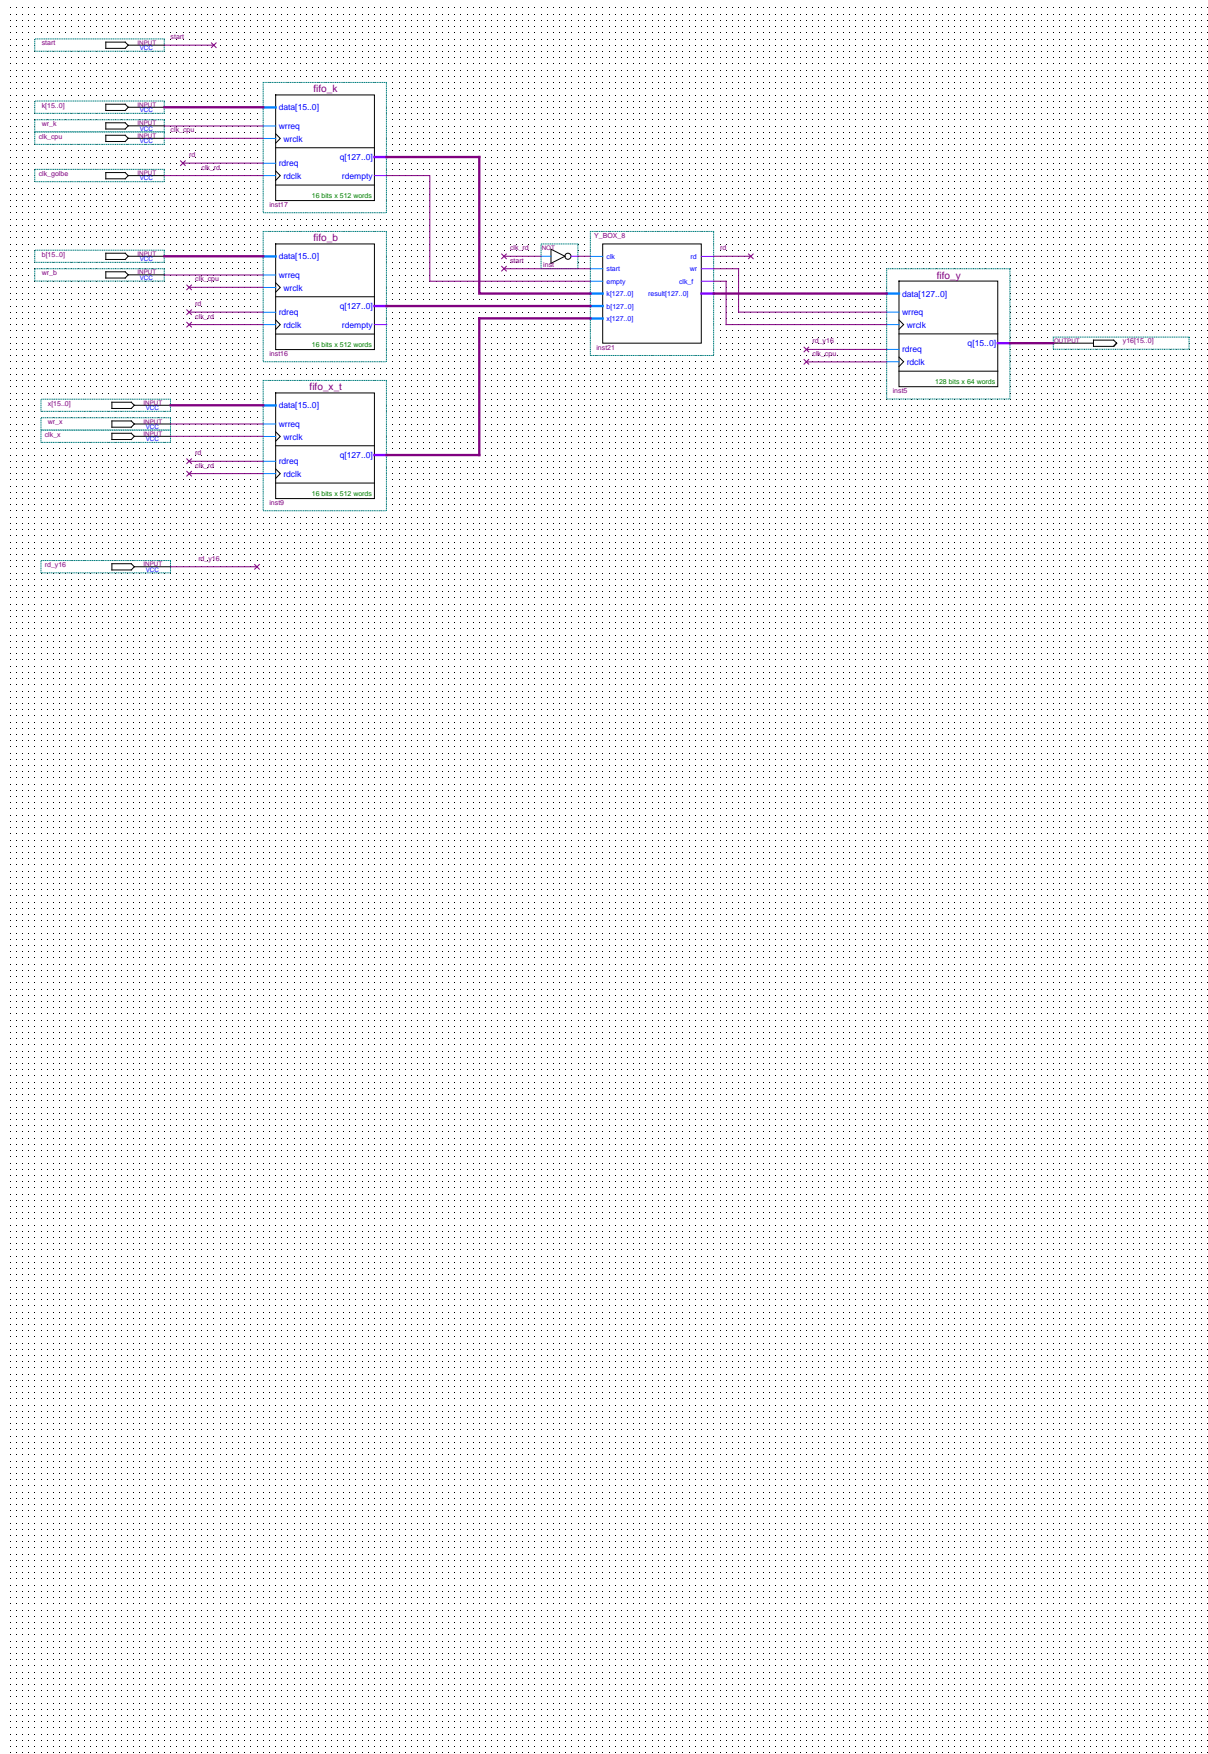 start
INPUT
VCC
start
fifo_k
k[15..0]
INPUT
VCC
data[15..0]
wr_k
INPUT
VCC
wrreq
clk_cpu
INPUT
VCC
clk_cpu
wrclk
rd
rdreq
q[127..0]
clk_golbe
INPUT
VCC
clk_rd
rdclk
rdempty
16 bits x 512 words
inst17
fifo_b
b[15..0]
INPUT
VCC
data[15..0]
wr_b
INPUT
VCC
wrreq
clk_cpu
wrclk
rd
rdreq
q[127..0]
clk_rd
rdclk
rdempty
16 bits x 512 words
inst16
fifo_x_t
x[15..0]
INPUT
VCC
data[15..0]
wr_x
INPUT
VCC
wrreq
clk_x
INPUT
VCC
wrclk
rd
rdreq
q[127..0]
clk_rd
rdclk
16 bits x 512 words
inst9
rd_y16
INPUT
VCC
rd_y16
Y_BOX_8
clk_rd
NOT
inst
clk
rd
rd
start
start
wr
empty
clk_f
k[127..0]
result[127..0]
b[127..0]
x[127..0]
inst21
fifo_y
data[127..0]
wrreq
wrclk
rd_y16
rdreq
q[15..0]
OUTPUT
y16[15..0]
clk_cpu
rdclk
128 bits x 64 words
inst5